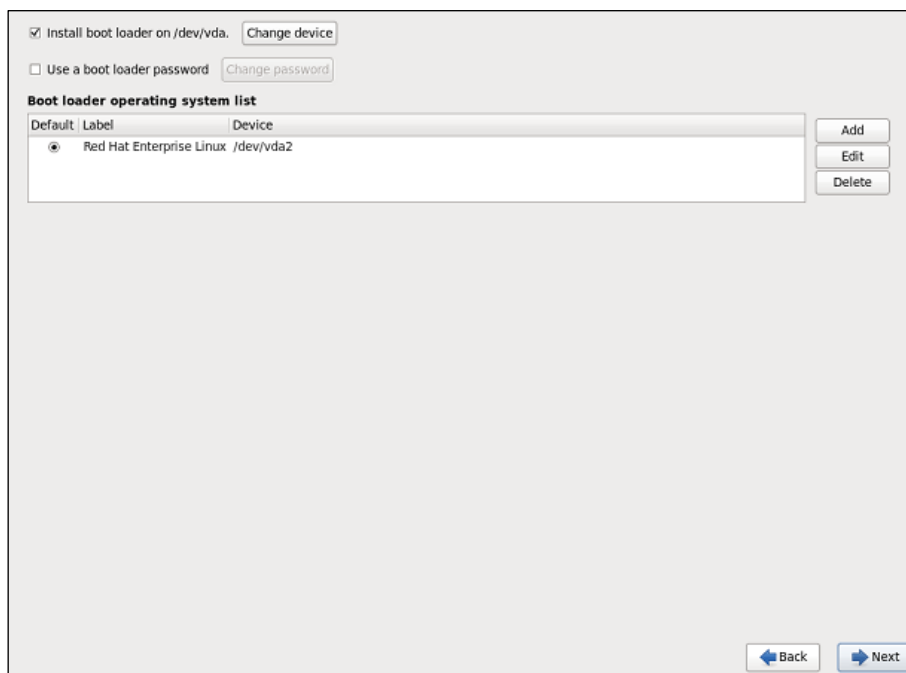 Install boot loader on /dev/vda. Change device
Use a boot loader password Change password
Boot loader operating system list
Default Label Device
Red Hat Enterprise Linux /dev/vda2
Add
Edit
Delete
Back Next